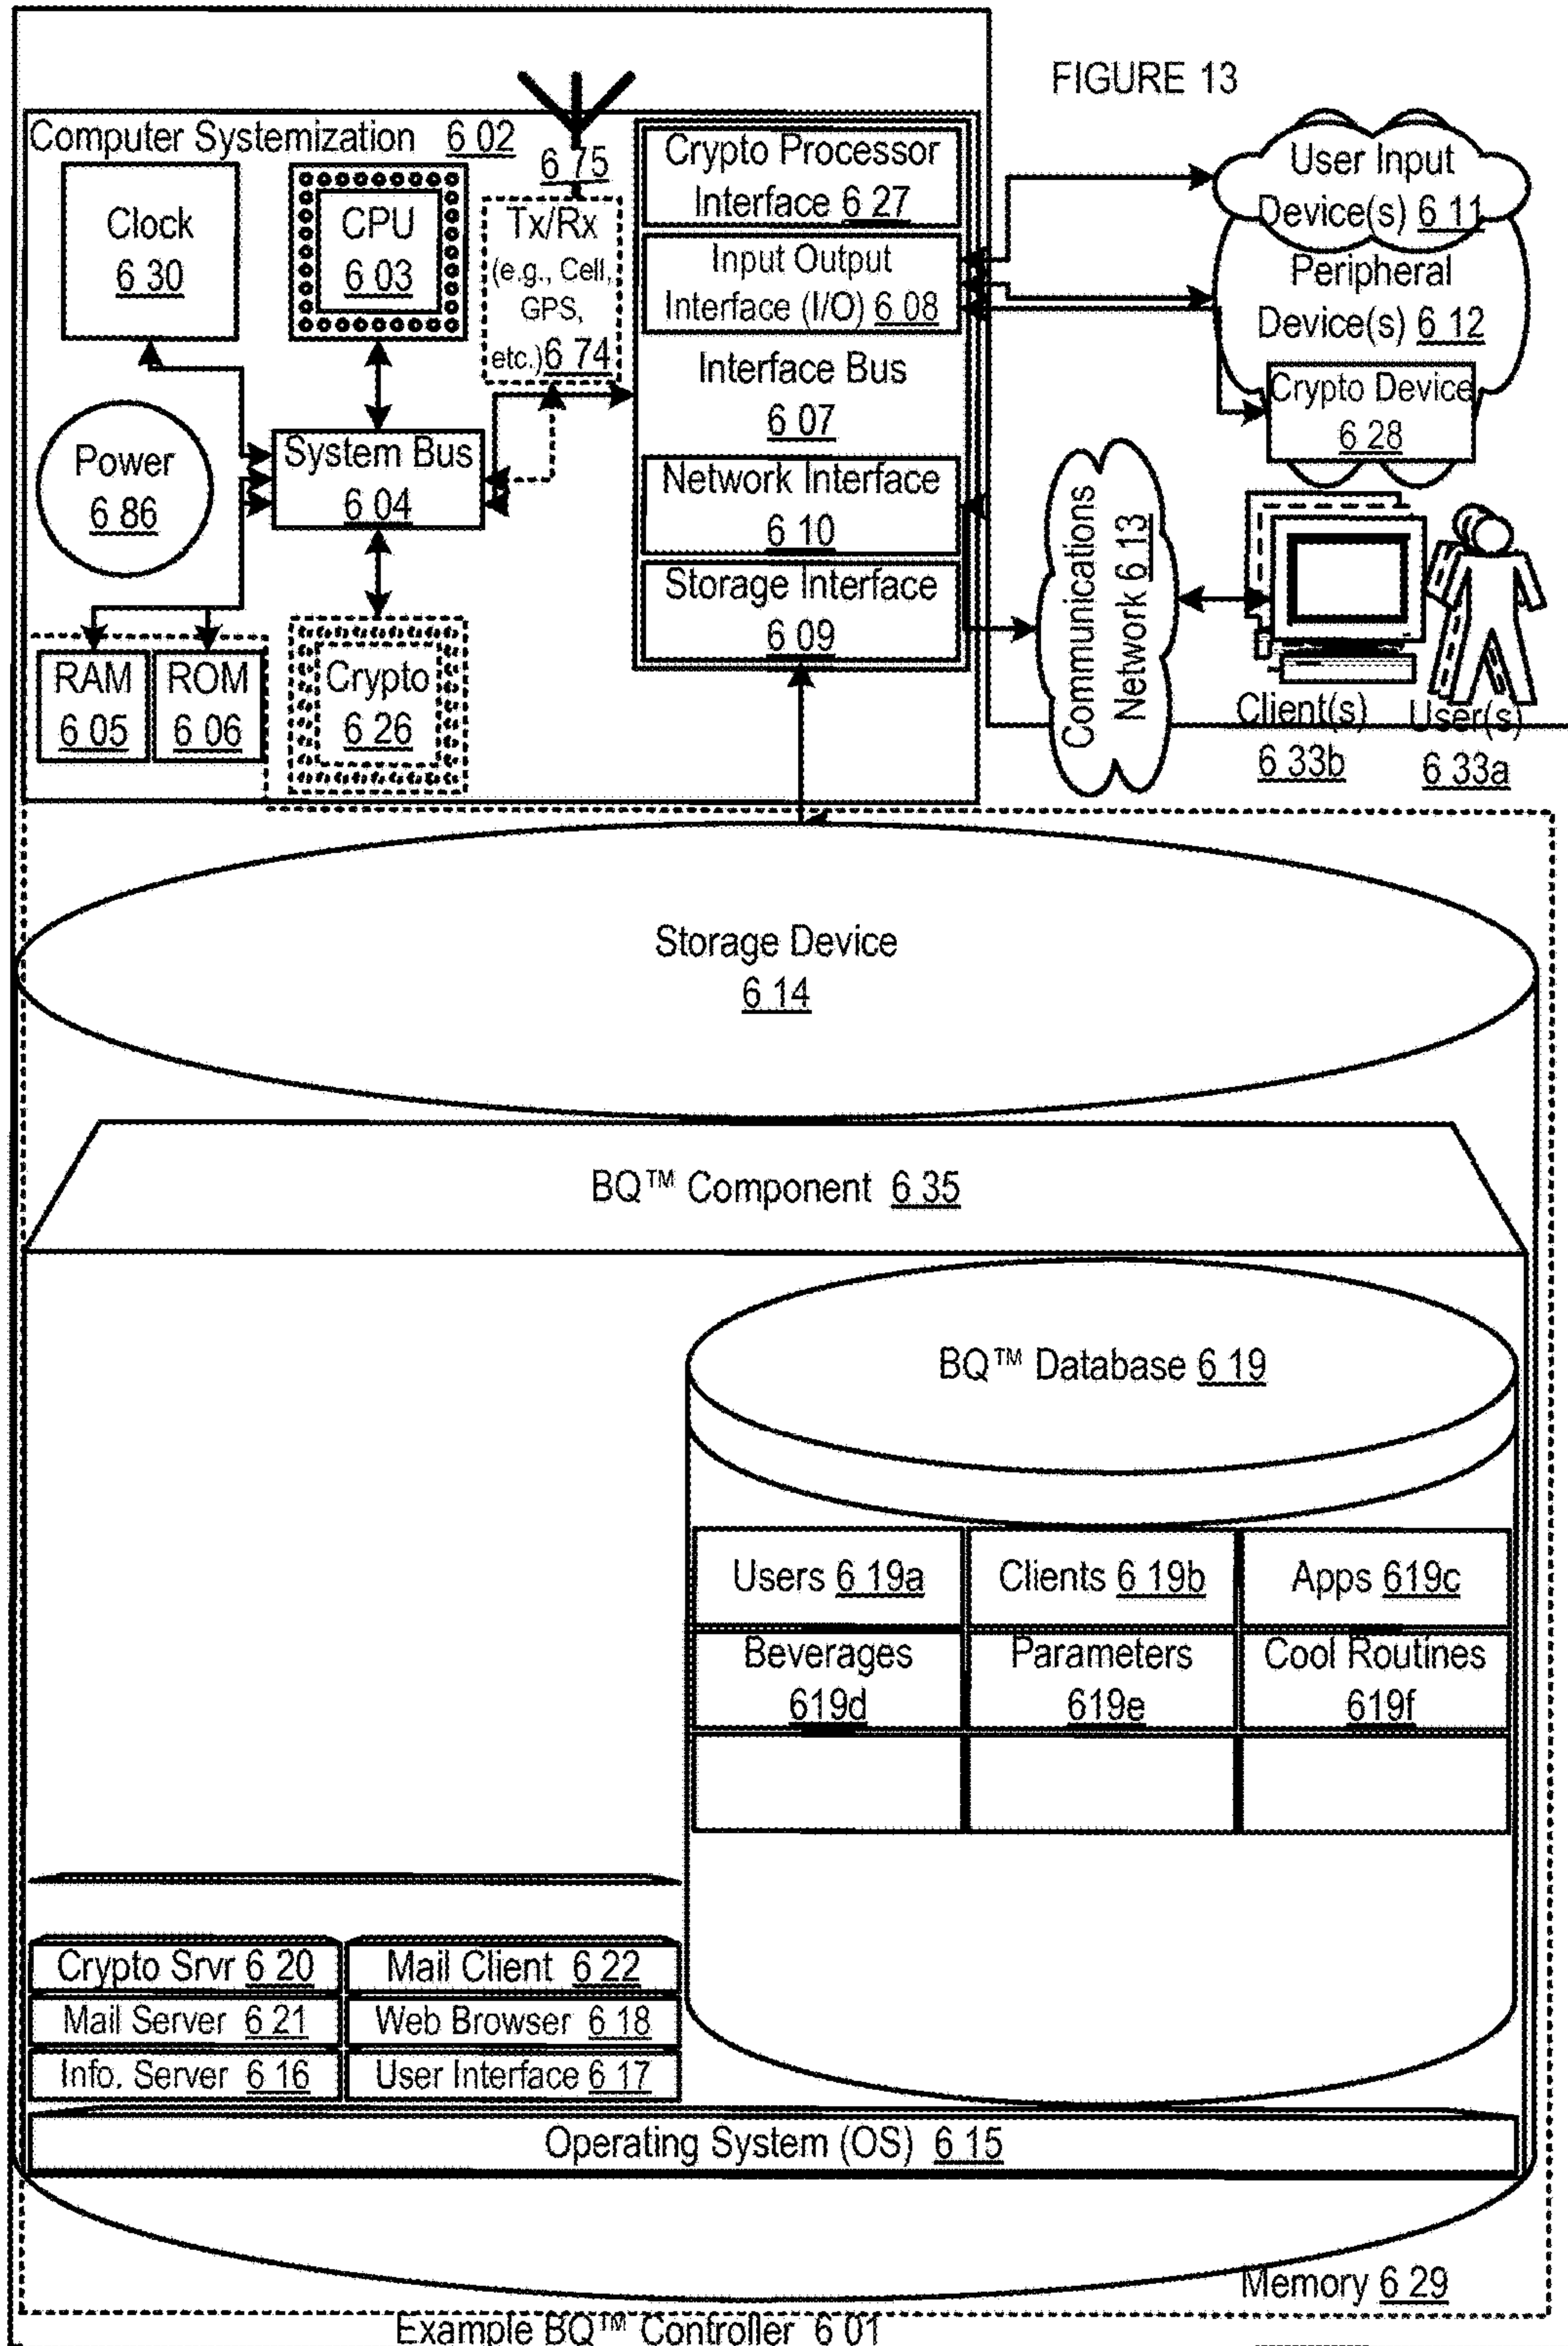 FIGURE 13
Computer Systemization 6 02
Clock
6 30
CPU
6 03
6 75
Tx/Rx
(e.g., Cell,
GPS,
etc.) 6 74
Power
6 86
System Bus
6 04
RAM
6 05
ROM
6 06
Crypto
6 26
Crypto Processor
Interface 6 27
Input Output
Interface (I/O) 6 08
Interface Bus
6 07
Network Interface
6 10
Storage Interface
6 09
User Input
Device(s) 6 11
Peripheral
Device(s) 6 12
Crypto Device
6 28
Communications
Network 6 13
Client(s)
6 33b
User(s)
6 33a
Storage Device
6 14
BQ™ Component 6 35
BQ™ Database 6 19
Users 6 19a
Clients 6 19b
Apps 619c
Beverages
619d
Parameters
619e
Cool Routines
619f
Crypto Srvr 6 20
Mail Client 6 22
Mail Server 6 21
Web Browser 6 18
Info. Server 6 16
User Interface 6 17
Operating System (OS) 6 15
Memory 6 29
Example BQ™ Controller 6 01